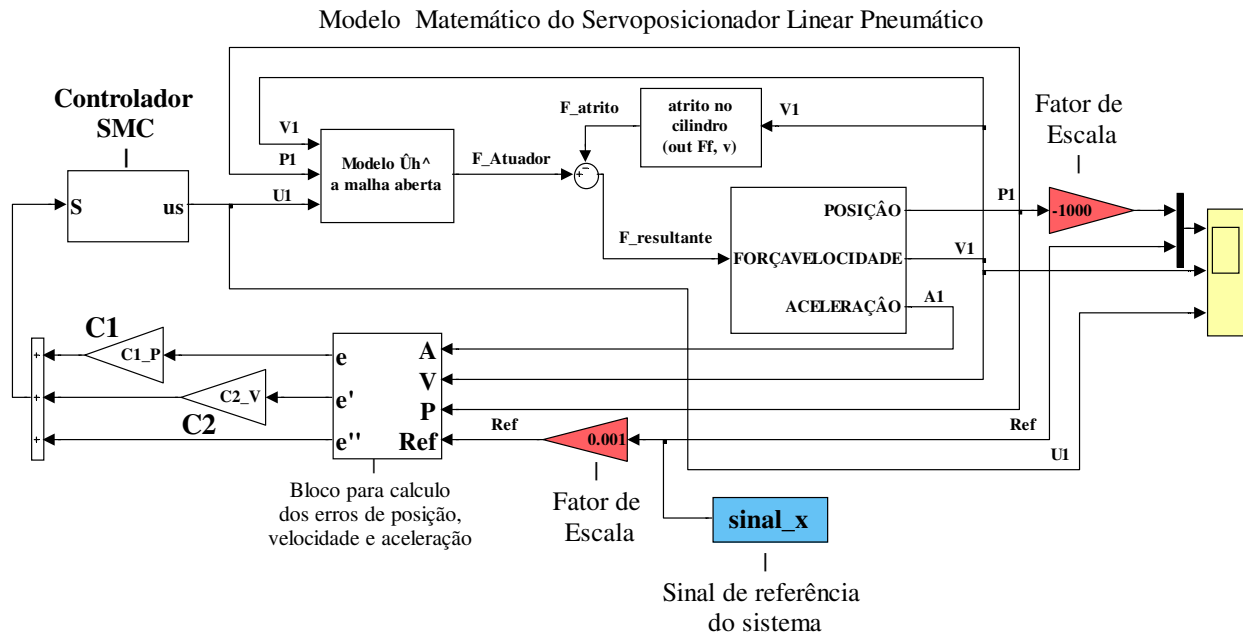 Modelo Matemático do Servoposicionador Linear Pneumático
Controlador
SMC
S
us
V1
P1
U1
Modelo Ûh^
a malha aberta
F_Atuador
F_atrito
atrito no
cilindro
(out Ff, v)
V1
+
−
F_resultante
POSIÇÂO
FORÇAVELOCIDADE
ACELERAÇÂO
P1
V1
A1
Fator de
Escala
-1000
C1
C1_P
C2_V
C2
+
+
+
e
e'
e''
A
V
P
Ref
Ref
0.001
Ref
U1
Bloco para calculo
dos erros de posição,
velocidade e aceleração
Fator de
Escala
sinal_x
Sinal de referência
do sistema